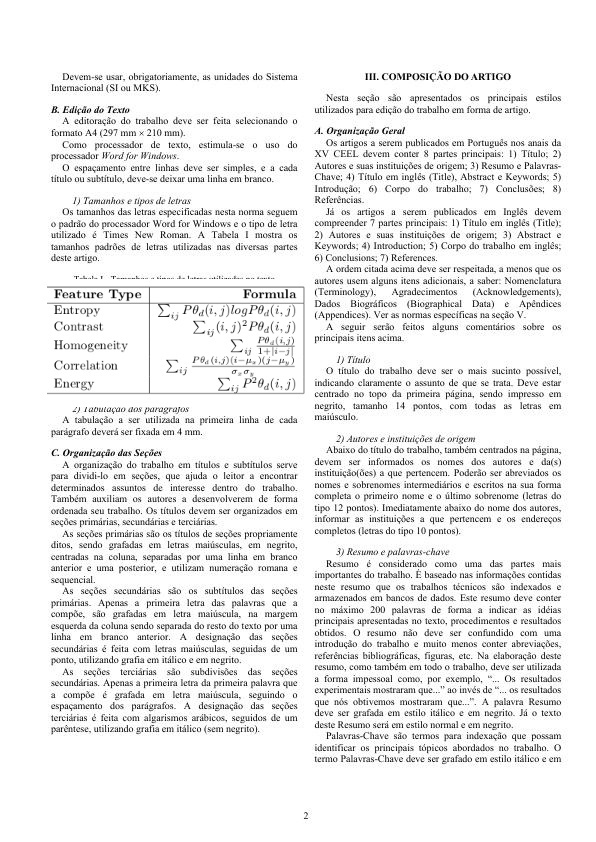 Devem-se usar, obrigatoriamente, as unidades do Sistema
Internacional (SI ou MKS).
B. Edição do Texto
A editoração do trabalho deve ser feita selecionando o
formato A4 (297 mm × 210 mm).
Como processador de texto, estimula-se o uso do
processador Word for Windows.
O espaçamento entre linhas deve ser simples, e a cada
título ou subtítulo, deve-se deixar uma linha em branco.
1) Tamanhos e tipos de letras
Os tamanhos das letras especificadas nesta norma seguem
o padrão do processador Word for Windows e o tipo de letra
utilizado é Times New Roman. A Tabela I mostra os
tamanhos padrões de letras utilizadas nas diversas partes
deste artigo.
Tabela I - Tamanhos e tipos de letras utilizados no texto
Feature Type Formula
Entropy ∑ij Pθd(i, j)logPθd(i, j)
Contrast ∑ij(i, j)²Pθd(i, j)
Homogeneity ∑ij Pθd(i,j)/1+|i−j|
Correlation ∑ij Pθd(i,j)(i−μx)(j−μy)/σxσy
Energy ∑ij P²θd(i, j)
2) Tabulação dos parágrafos
A tabulação a ser utilizada na primeira linha de cada
parágrafo deverá ser fixada em 4 mm.
C. Organização das Seções
A organização do trabalho em títulos e subtítulos serve
para dividi-lo em seções, que ajuda o leitor a encontrar
determinados assuntos de interesse dentro do trabalho.
Também auxiliam os autores a desenvolverem de forma
ordenada seu trabalho. Os títulos devem ser organizados em
seções primárias, secundárias e terciárias.
As seções primárias são os títulos de seções propriamente
ditos, sendo grafadas em letras maiúsculas, em negrito,
centradas na coluna, separadas por uma linha em branco
anterior e uma posterior, e utilizam numeração romana e
sequencial.
As seções secundárias são os subtítulos das seções
primárias. Apenas a primeira letra das palavras que a
compõe, são grafadas em letra maiúscula, na margem
esquerda da coluna sendo separada do resto do texto por uma
linha em branco anterior. A designação das seções
secundárias é feita com letras maiúsculas, seguidas de um
ponto, utilizando grafia em itálico e em negrito.
As seções terciárias são subdivisões das seções
secundárias. Apenas a primeira letra da primeira palavra que
a compõe é grafada em letra maiúscula, seguindo o
espaçamento dos parágrafos. A designação das seções
terciárias é feita com algarismos arábicos, seguidos de um
parêntese, utilizando grafia em itálico (sem negrito).
III. COMPOSIÇÃO DO ARTIGO
Nesta seção são apresentados os principais estilos
utilizados para edição do trabalho em forma de artigo.
A. Organização Geral
Os artigos a serem publicados em Português nos anais da
XV CEEL devem conter 8 partes principais: 1) Título; 2)
Autores e suas instituições de origem; 3) Resumo e Palavras-
Chave; 4) Título em inglês (Title), Abstract e Keywords; 5)
Introdução; 6) Corpo do trabalho; 7) Conclusões; 8)
Referências.
Já os artigos a serem publicados em Inglês devem
compreender 7 partes principais: 1) Título em inglês (Title);
2) Autores e suas instituições de origem; 3) Abstract e
Keywords; 4) Introduction; 5) Corpo do trabalho em inglês;
6) Conclusions; 7) References.
A ordem citada acima deve ser respeitada, a menos que os
autores usem alguns itens adicionais, a saber: Nomenclatura
(Terminology), Agradecimentos (Acknowledgements),
Dados Biográficos (Biographical Data) e Apêndices
(Appendices). Ver as normas específicas na seção V.
A seguir serão feitos alguns comentários sobre os
principais itens acima.
1) Título
O título do trabalho deve ser o mais sucinto possível,
indicando claramente o assunto de que se trata. Deve estar
centrado no topo da primeira página, sendo impresso em
negrito, tamanho 14 pontos, com todas as letras em
maiúsculo.
2) Autores e instituições de origem
Abaixo do título do trabalho, também centrados na página,
devem ser informados os nomes dos autores e da(s)
instituição(ões) a que pertencem. Poderão ser abreviados os
nomes e sobrenomes intermediários e escritos na sua forma
completa o primeiro nome e o último sobrenome (letras do
tipo 12 pontos). Imediatamente abaixo do nome dos autores,
informar as instituições a que pertencem e os endereços
completos (letras do tipo 10 pontos).
3) Resumo e palavras-chave
Resumo é considerado como uma das partes mais
importantes do trabalho. É baseado nas informações contidas
neste resumo que os trabalhos técnicos são indexados e
armazenados em bancos de dados. Este resumo deve conter
no máximo 200 palavras de forma a indicar as idéias
principais apresentadas no texto, procedimentos e resultados
obtidos. O resumo não deve ser confundido com uma
introdução do trabalho e muito menos conter abreviações,
referências bibliográficas, figuras, etc. Na elaboração deste
resumo, como também em todo o trabalho, deve ser utilizada
a forma impessoal como, por exemplo, “... Os resultados
experimentais mostraram que...” ao invés de “... os resultados
que nós obtivemos mostraram que...”. A palavra Resumo
deve ser grafada em estilo itálico e em negrito. Já o texto
deste Resumo será em estilo normal e em negrito.
Palavras-Chave são termos para indexação que possam
identificar os principais tópicos abordados no trabalho. O
termo Palavras-Chave deve ser grafado em estilo itálico e em
2